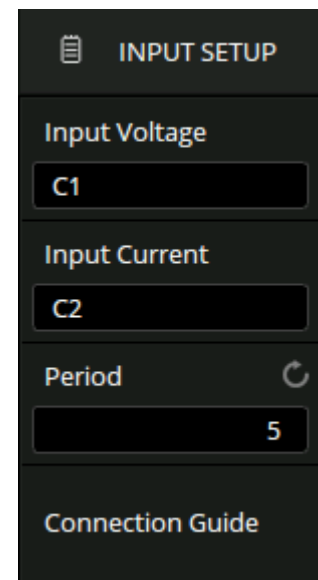 INPUT SETUP
Input Voltage
C1
Input Current
C2
Period
5
Connection Guide